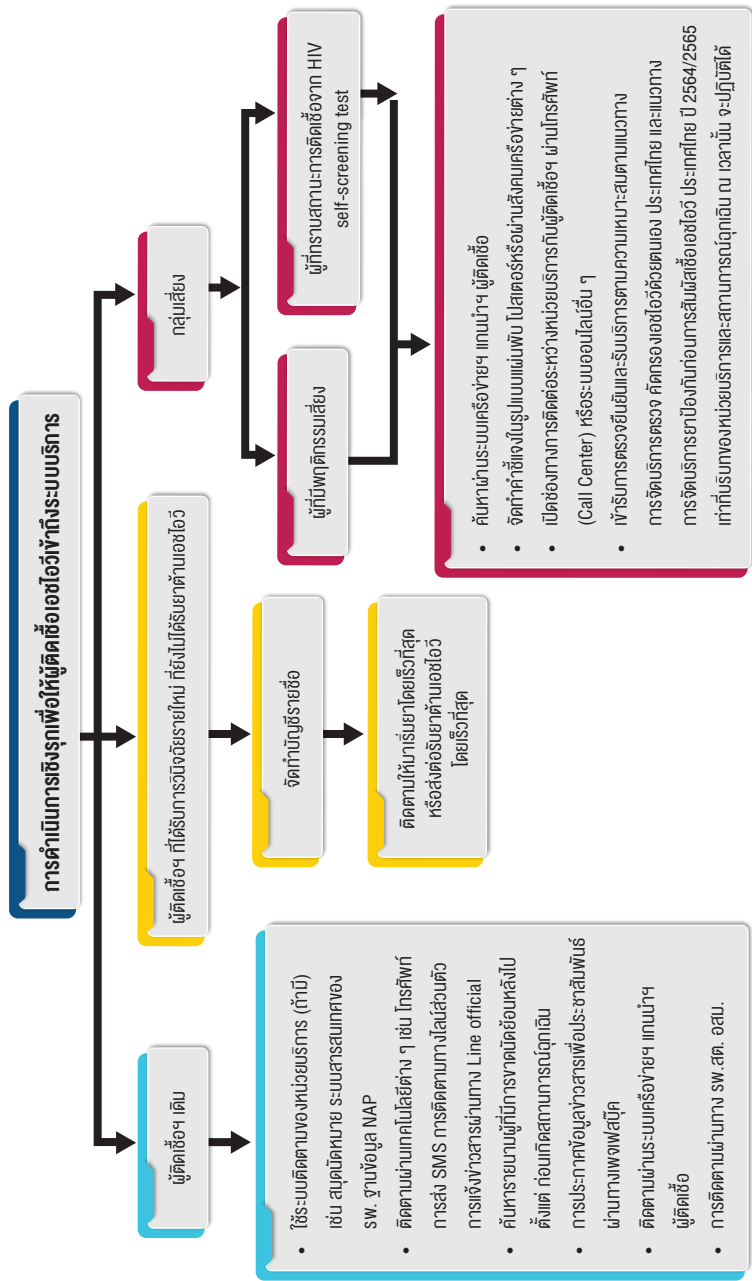 การดำเนินการเชิงรุกเพื่อให้ผู้ติดเชื้อเอชไอวีเข้าถึงระบบบริการ
ผู้ติดเชื้อฯ เดิม
• ใช้ระบบติดตามของหน่วยบริการ (ถ้ามี)
เช่น สมุดนัดหมาย ระบบสารสนเทศของ
รพ. ฐานข้อมูล NAP
• ติดตามผ่านเทคโนโลยีต่าง ๆ เช่น โทรศัพท์
การส่ง SMS การติดตามทางไลน์ส่วนตัว
การแจ้งข่าวสารผ่านทาง Line official
• ค้นหารายนามผู้ที่มีการขาดนัดย้อนหลังไป
ตั้งแต่ ก่อนเกิดสถานการณ์ฉุกเฉิน
• การประกาศข้อมูลข่าวสารเพื่อประชาสัมพันธ์
ผ่านทางเพจเฟสบุ๊ค
• ติดตามผ่านระบบเครือข่ายฯ แกนนำฯ
ผู้ติดเชื้อ
• การติดตามผ่านทาง รพ.สต. อสม.
ผู้ติดเชื้อฯ ที่ได้รับการวินิจฉัยรายใหม่ ที่ยังไม่ได้รับยาต้านเอชไอวี
จัดทำบัญชีรายชื่อ
ติดตามให้มาเริ่มยาโดยเร็วที่สุด
หรือส่งต่อรับยาต้านเอชไอวี
โดยเร็วที่สุด
กลุ่มเสี่ยง
ผู้ที่มีพฤติกรรมเสี่ยง
ผู้ที่ทราบสถานะการติดเชื้อจาก HIV
self-screening test
• ค้นหาผ่านระบบเครือข่ายฯ แกนนำฯ ผู้ติดเชื้อ
• จัดทำคำชี้แจงในรูปแบบแผ่นพับ โปสเตอร์หรือผ่านสังคมเครือข่ายต่าง ๆ
• เปิดช่องทางการติดต่อระหว่างหน่วยบริการกับผู้ติดเชื้อฯ ผ่านโทรศัพท์
(Call Center) หรือระบบออนไลน์อื่น ๆ
• เข้ารับการตรวจยืนยันและรับบริการตามความเหมาะสมตามแนวทาง
การจัดบริการตรวจ คัดกรองเอชไอวีด้วยตนเอง ประเทศไทย และแนวทาง
การจัดบริการยาป้องกันก่อนการสัมผัสเชื้อเอชไอวี ประเทศไทย ปี 2564/2565
เท่าที่บริบทของหน่วยบริการและสถานการณ์ฉุกเฉิน ณ เวลานั้น จะปฏิบัติได้